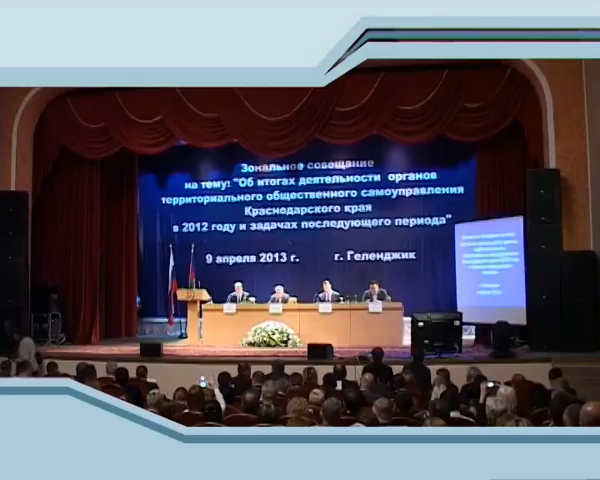 Зональное совещание
на тему: "Об итогах деятельности органов
территориального общественного самоуправления
Краснодарского края
в 2012 году и задачах последующего периода"
9 апреля 2013 г. г. Геленджик